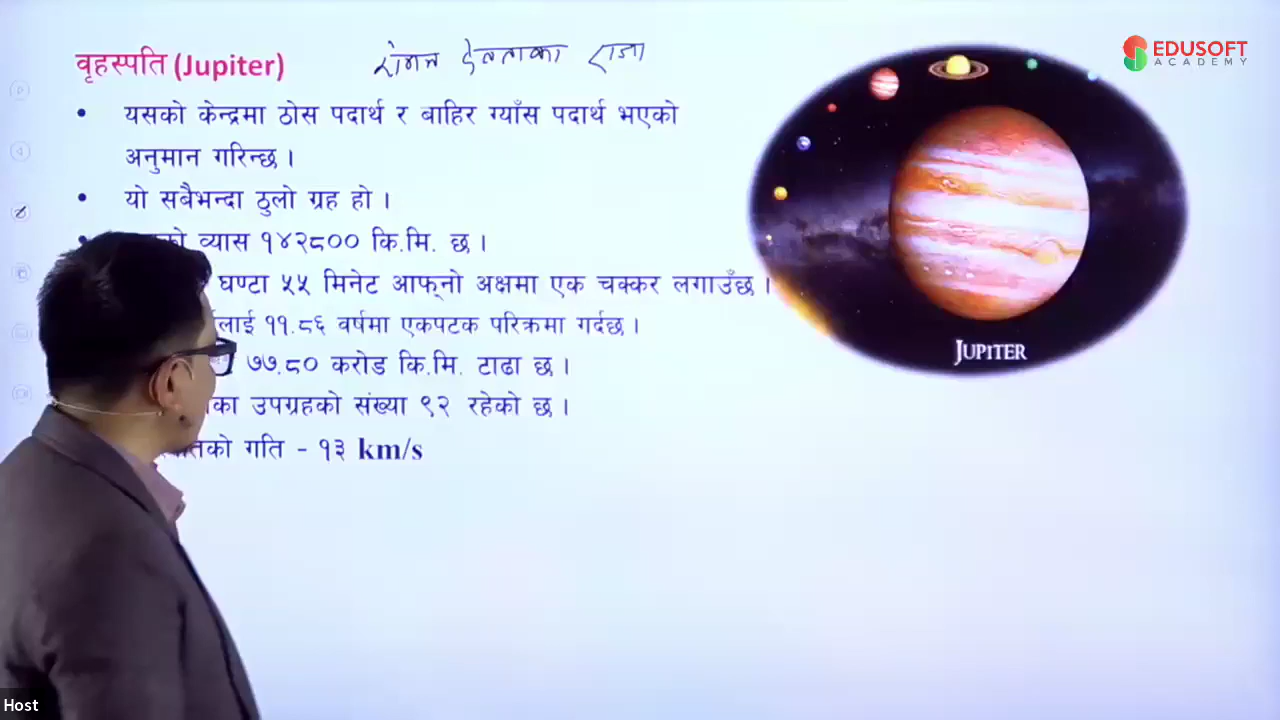 वृहस्पति (Jupiter) रोमन देवताका राजा
EDUSOFT
ACADEMY
• यसको केन्द्रमा ठोस पदार्थ र बाहिर ग्याँस पदार्थ भएको
अनुमान गरिन्छ ।
• यो सबैभन्दा ठुलो ग्रह हो ।
व्यास १४२८०० कि.मि. छ ।
घण्टा ५५ मिनेट आफ्नो अक्षमा एक चक्कर लगाउँछ ।
११.८६ वर्षमा एकपटक परिक्रमा गर्दछ ।
७७.८० करोड कि.मि. टाढा छ ।
उपग्रहको संख्या ९२ रहेको छ ।
गति - १३ km/s
JUPITER
Host